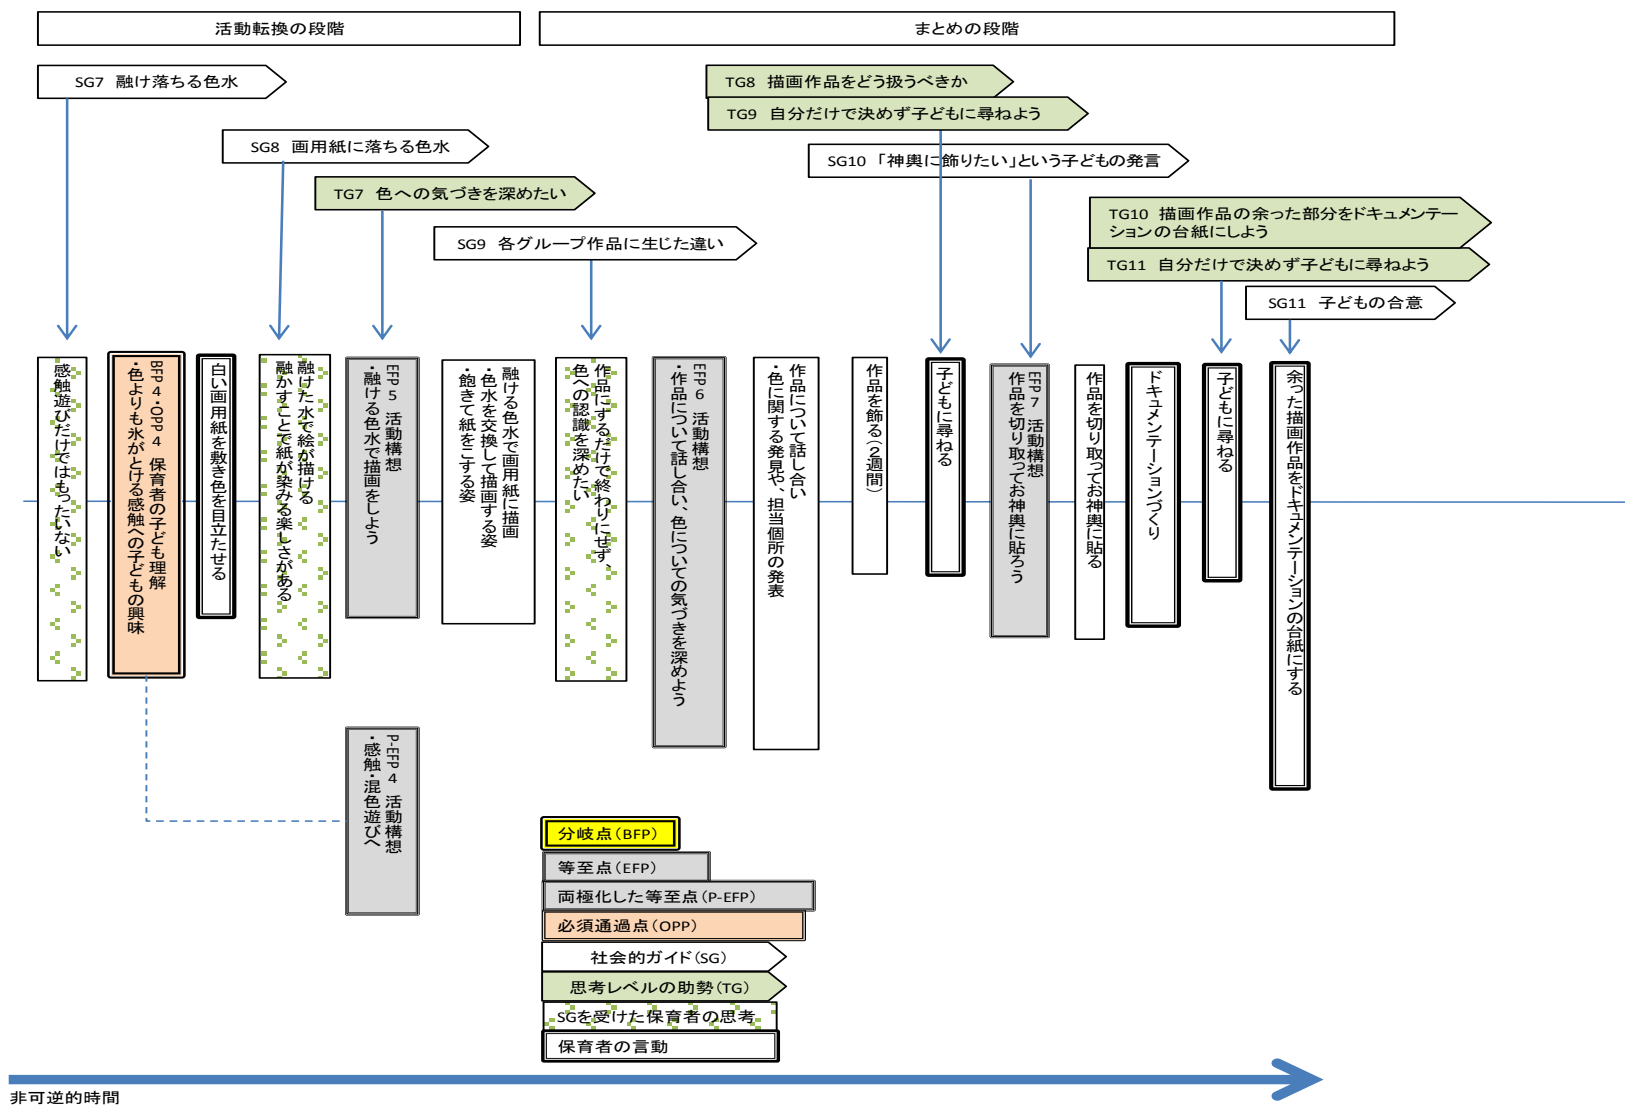 活動転換の段階
まとめの段階
SG7 融け落ちる色水
TG8 描画作品をどう扱うべきか
TG9 自分だけで決めず子どもに尋ねよう
SG8 画用紙に落ちる色水
SG10 「神輿に飾りたい」という子どもの発言
TG7 色への気づきを深めたい
TG10 描画作品の余った部分をドキュメンテー
ションの台紙にしよう
SG9 各グループ作品に生じた違い
TG11 自分だけで決めず子どもに尋ねよう
SG11 子どもの合意
感触遊びだけではもったいない
BFP4・OPP4 保育者の子ども理解
・色よりも氷がとける感触への子どもの興味
白い画用紙を敷き色を目立たせる
融けた水で絵が描ける
融かすことで紙が染みる楽しさがある
EFP5 活動構想
・融ける色水で描画をしよう
融ける色水で画用紙に描画
・色水を交換して描画する姿
・飽きて紙をこする姿
作品にするだけで終わりにせず、
色への認識を深めたい
EFP6 活動構想
・作品について話し合い、色についての気づきを深めよう
作品について話し合い
・色に関する発見や、担当個所の発表
作品を飾る(2週間)
子どもに尋ねる
EFP7 活動構想
作品を切り取ってお神輿に貼ろう
作品を切り取ってお神輿に貼る
ドキュメンテーションづくり
子どもに尋ねる
余った描画作品をドキュメンテーションの台紙にする
P-EFP4 活動構想
・感触・混色遊びへ
分岐点(BFP)
等至点(EFP)
両極化した等至点(P-EFP)
必須通過点(OPP)
社会的ガイド(SG)
思考レベルの助勢(TG)
SGを受けた保育者の思考
保育者の言動
非可逆的時間